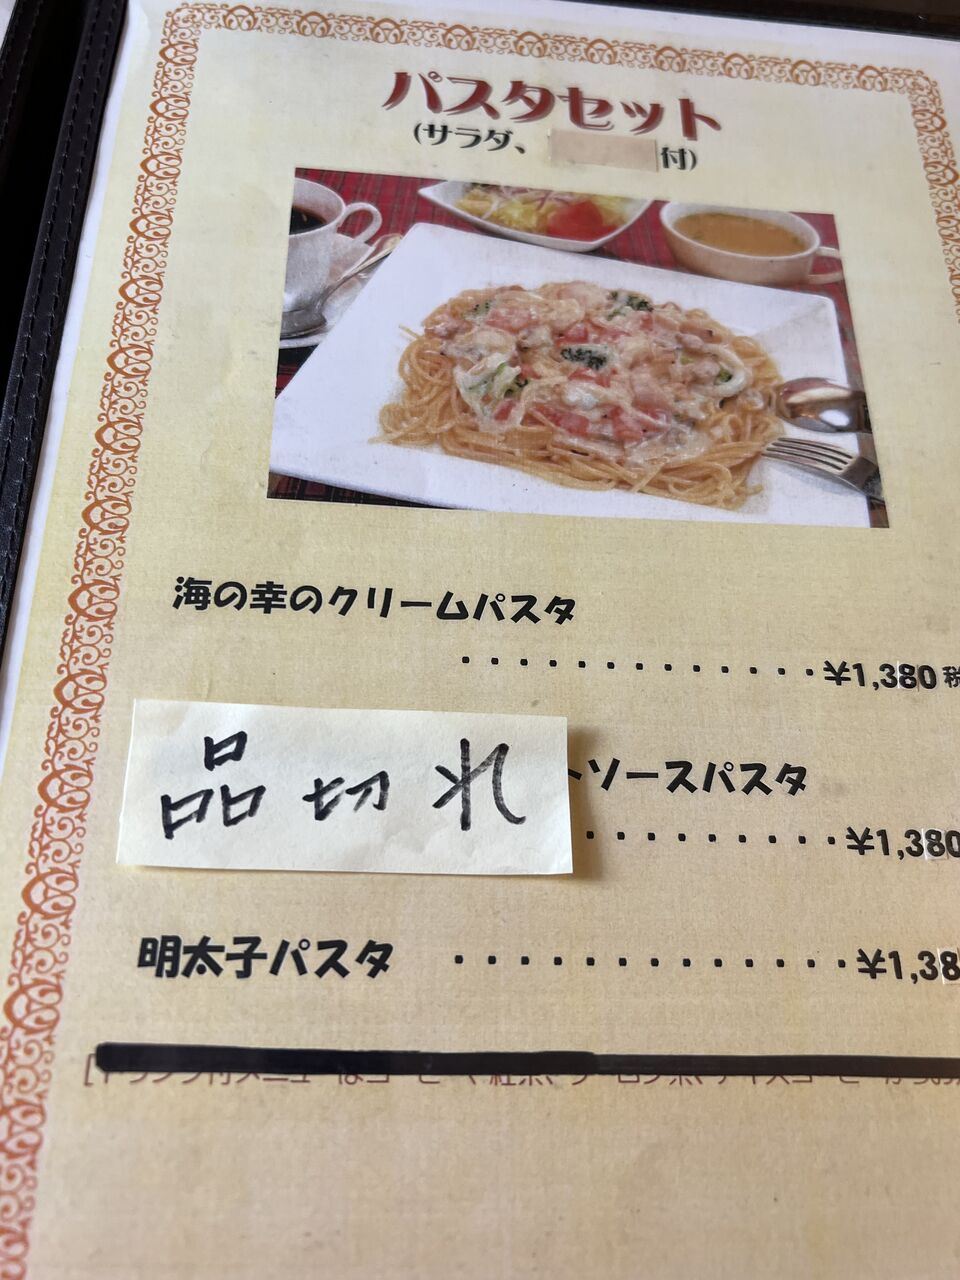 パスタセット
(サラダ、 付)
海の幸のクリームパスタ
・・・・・・・・・・・・・¥1,380 税
品切れ トソースパスタ
・・・・・・・・・・¥1,380
明太子パスタ ・・・・・・・・・・・・・・¥1,38